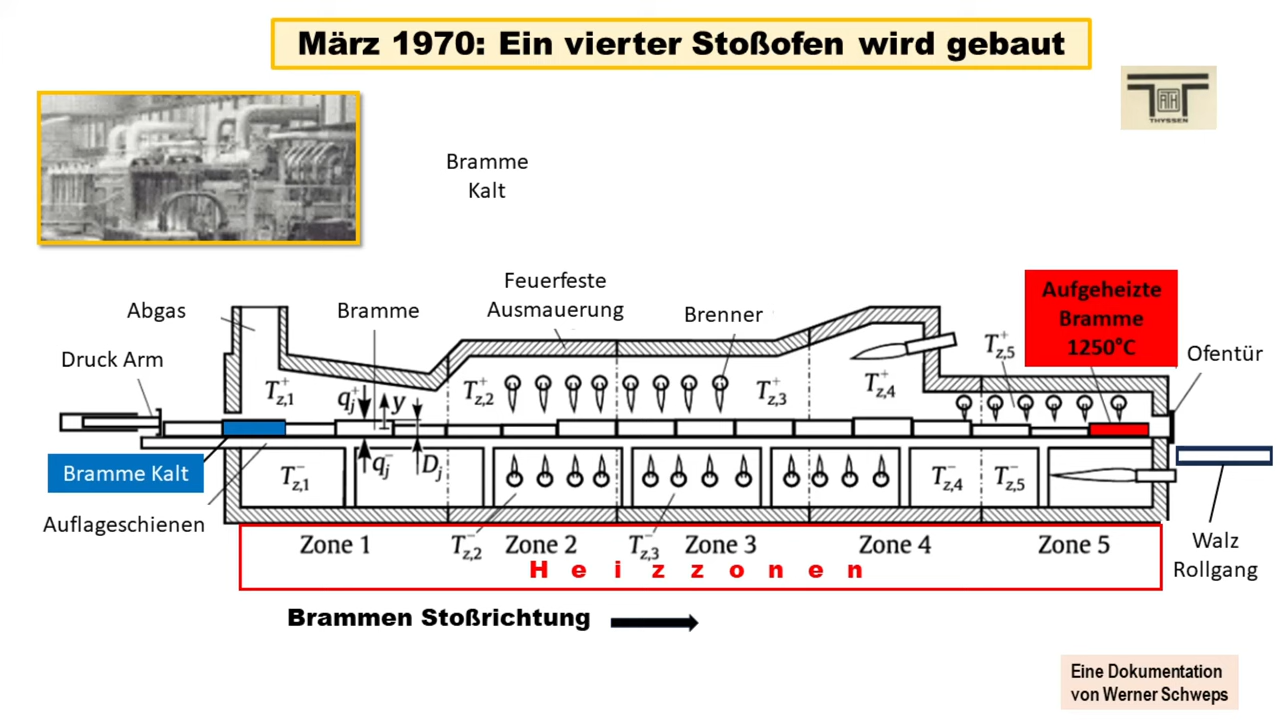 März 1970: Ein vierter Stoßofen wird gebaut
ATH
THYSSEN
Bramme
Kalt
Feuerfeste
Ausmauerung
Abgas
Bramme
Brenner
Aufgeheizte
Bramme
1250°C
Ofentür
Druck Arm
T⁺z,1
q⁺j
y
T⁺z,2
T⁺z,3
T⁺z,4
T⁺z,5
Bramme Kalt
T⁻z,1
q⁻j
Dj
T⁻z,4
T⁻z,5
Auflageschienen
Zone 1
T⁻z,2
Zone 2
T⁻z,3
Zone 3
Zone 4
Zone 5
Heizzonen
Walz
Rollgang
Brammen Stoßrichtung
Eine Dokumentation
von Werner Schweps